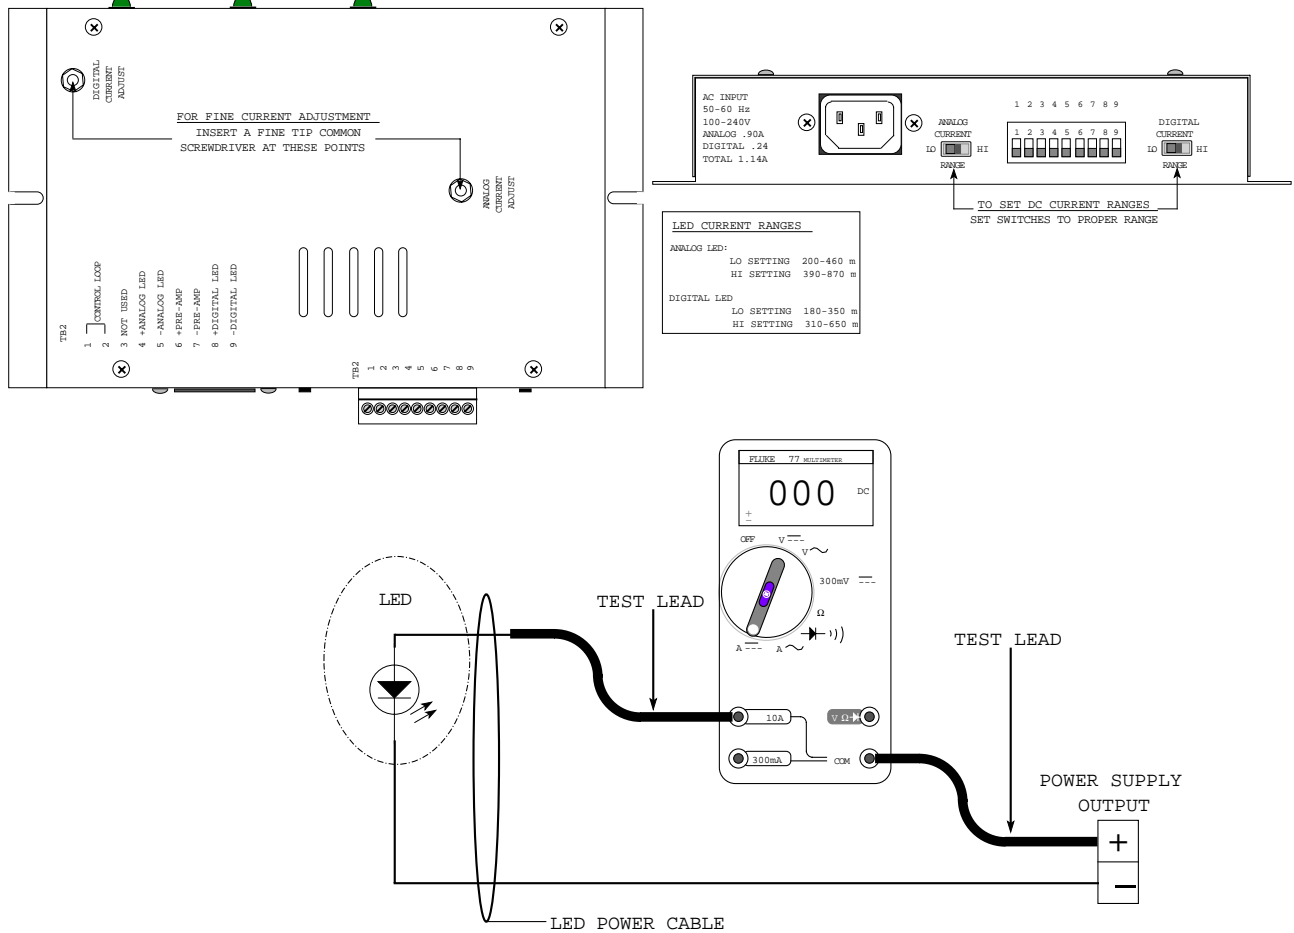 DIGITAL
CURRENT
ADJUST
FOR FINE CURRENT ADJUSTMENT
INSERT A FINE TIP COMMON
SCREWDRIVER AT THESE POINTS
ANALOG
CURRENT
ADJUST
TB2
1
2
CONTROL LOOP
3 NOT USED
4 +ANALOG LED
5 -ANALOG LED
6 +PRE-AMP
7 -PRE-AMP
8 +DIGITAL LED
9 -DIGITAL LED
TB2
1 2 3 4 5 6 7 8 9
AC INPUT
50-60 Hz
100-240V
ANALOG .90A
DIGITAL .24
TOTAL 1.14A
ANALOG
CURRENT
LO HI
RANGE
1 2 3 4 5 6 7 8 9
1 2 3 4 5 6 7 8 9
DIGITAL
CURRENT
LO HI
RANGE
TO SET DC CURRENT RANGES
SET SWITCHES TO PROPER RANGE
LED CURRENT RANGES
ANALOG LED:
LO SETTING 200-460 m
HI SETTING 390-870 m
DIGITAL LED
LO SETTING 180-350 m
HI SETTING 310-650 m
FLUKE 77 MULTIMETER
000 DC
+
−
OFF
V
V
300mV
Ω
A
A
10A
V Ω
300mA
COM
LED
TEST LEAD
TEST LEAD
POWER SUPPLY
OUTPUT
+
−
LED POWER CABLE